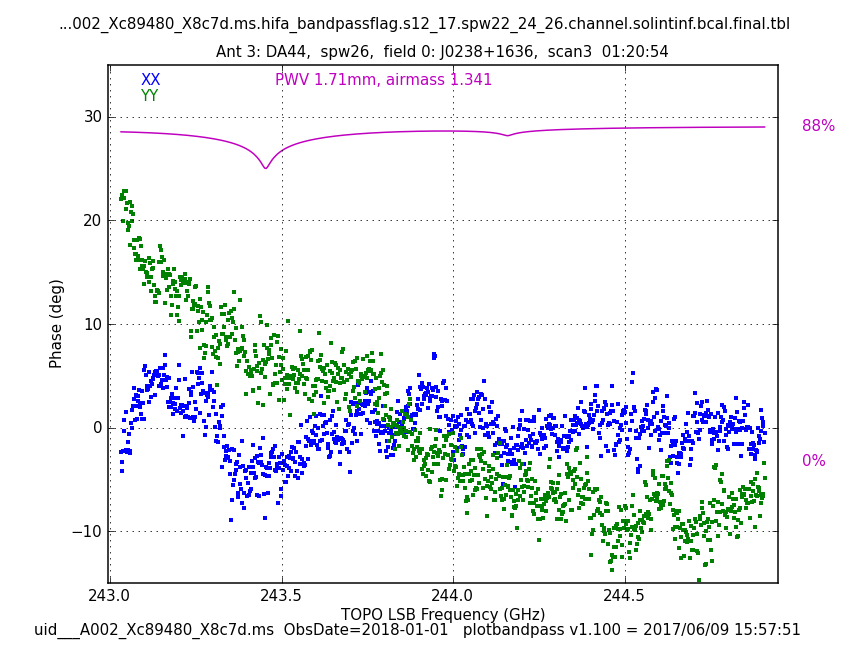 ...002_Xc89480_X8c7d.ms.hifa_bandpassflag.s12_17.spw22_24_26.channel.solintinf.bcal.final.tbl
Ant 3: DA44,  spw26,  field 0: J0238+1636,  scan3  01:20:54
XX
YY
PWV 1.71mm, airmass 1.341
88%
0%
30
20
10
0
−10
Phase (deg)
243.0
243.5
244.0
244.5
TOPO LSB Frequency (GHz)
uid___A002_Xc89480_X8c7d.ms  ObsDate=2018-01-01   plotbandpass v1.100 = 2017/06/09 15:57:51